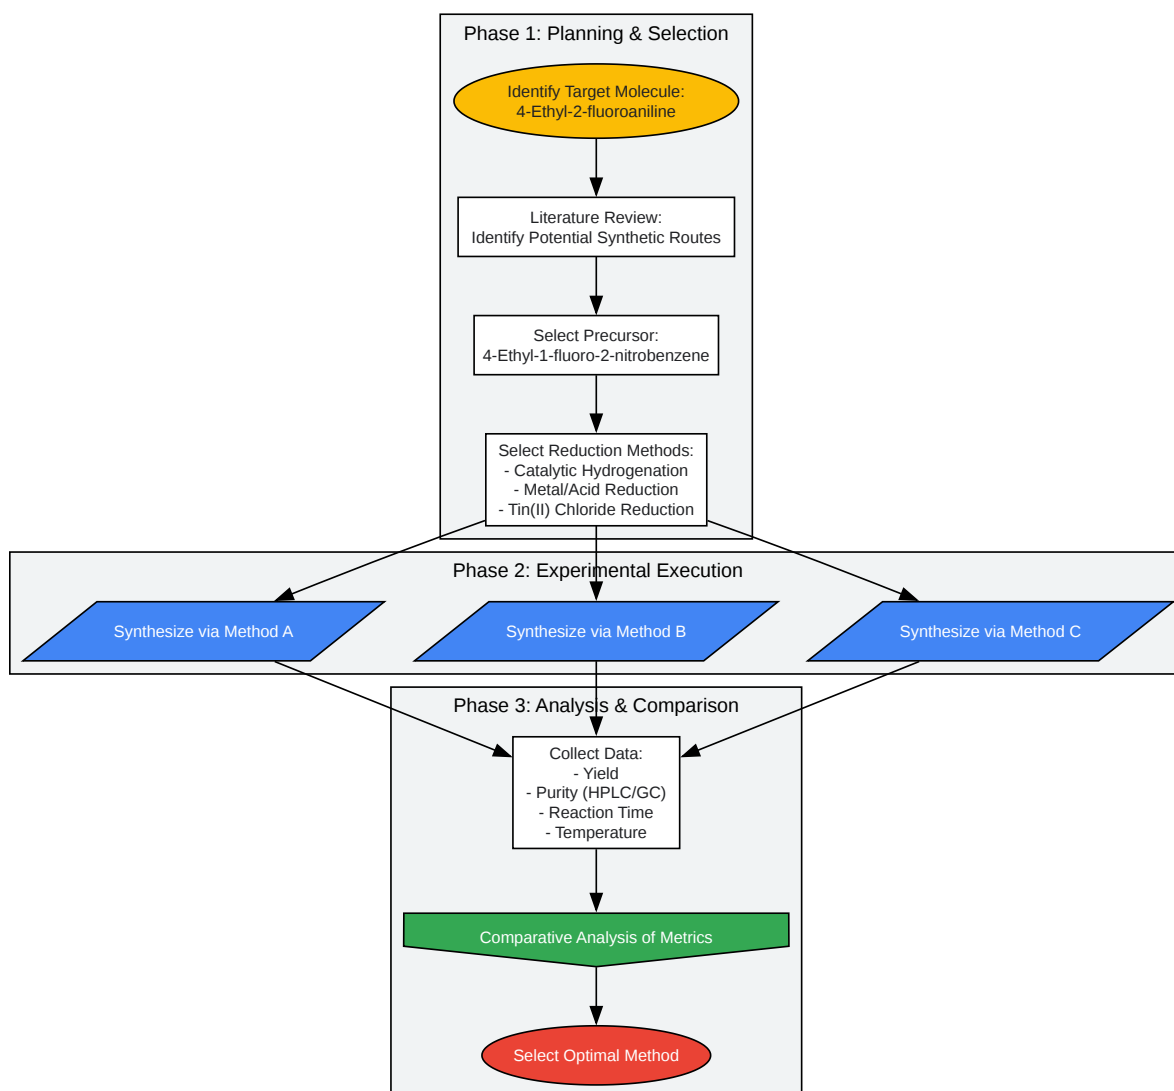 Phase 1: Planning & Selection
Identify Target Molecule:
4-Ethyl-2-fluoroaniline
Literature Review:
Identify Potential Synthetic Routes
Select Precursor:
4-Ethyl-1-fluoro-2-nitrobenzene
Select Reduction Methods:
- Catalytic Hydrogenation
- Metal/Acid Reduction
- Tin(II) Chloride Reduction
Phase 2: Experimental Execution
Synthesize via Method A
Synthesize via Method B
Synthesize via Method C
Phase 3: Analysis & Comparison
Collect Data:
- Yield
- Purity (HPLC/GC)
- Reaction Time
- Temperature
Comparative Analysis of Metrics
Select Optimal Method